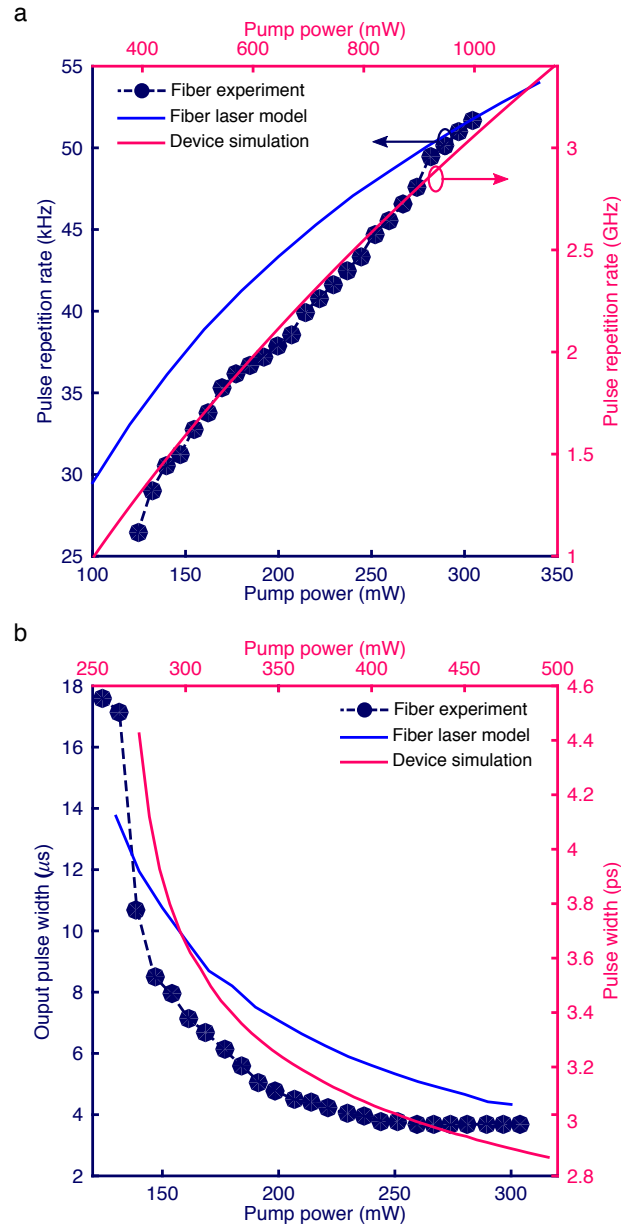 a
Pump power (mW)
400 600 800 1000
55
50
45
40
35
30
25
Pulse repetition rate (kHz)
Fiber experiment
Fiber laser model
Device simulation
3
2.5
2
1.5
1
Pulse repetition rate (GHz)
100 150 200 250 300 350
Pump power (mW)
b
Pump power (mW)
250 300 350 400 450 500
18
16
14
12
10
8
6
4
2
Ouput pulse width (μs)
Fiber experiment
Fiber laser model
Device simulation
4.6
4.4
4.2
4
3.8
3.6
3.4
3.2
3
2.8
Pulse width (ps)
150 200 250 300
Pump power (mW)